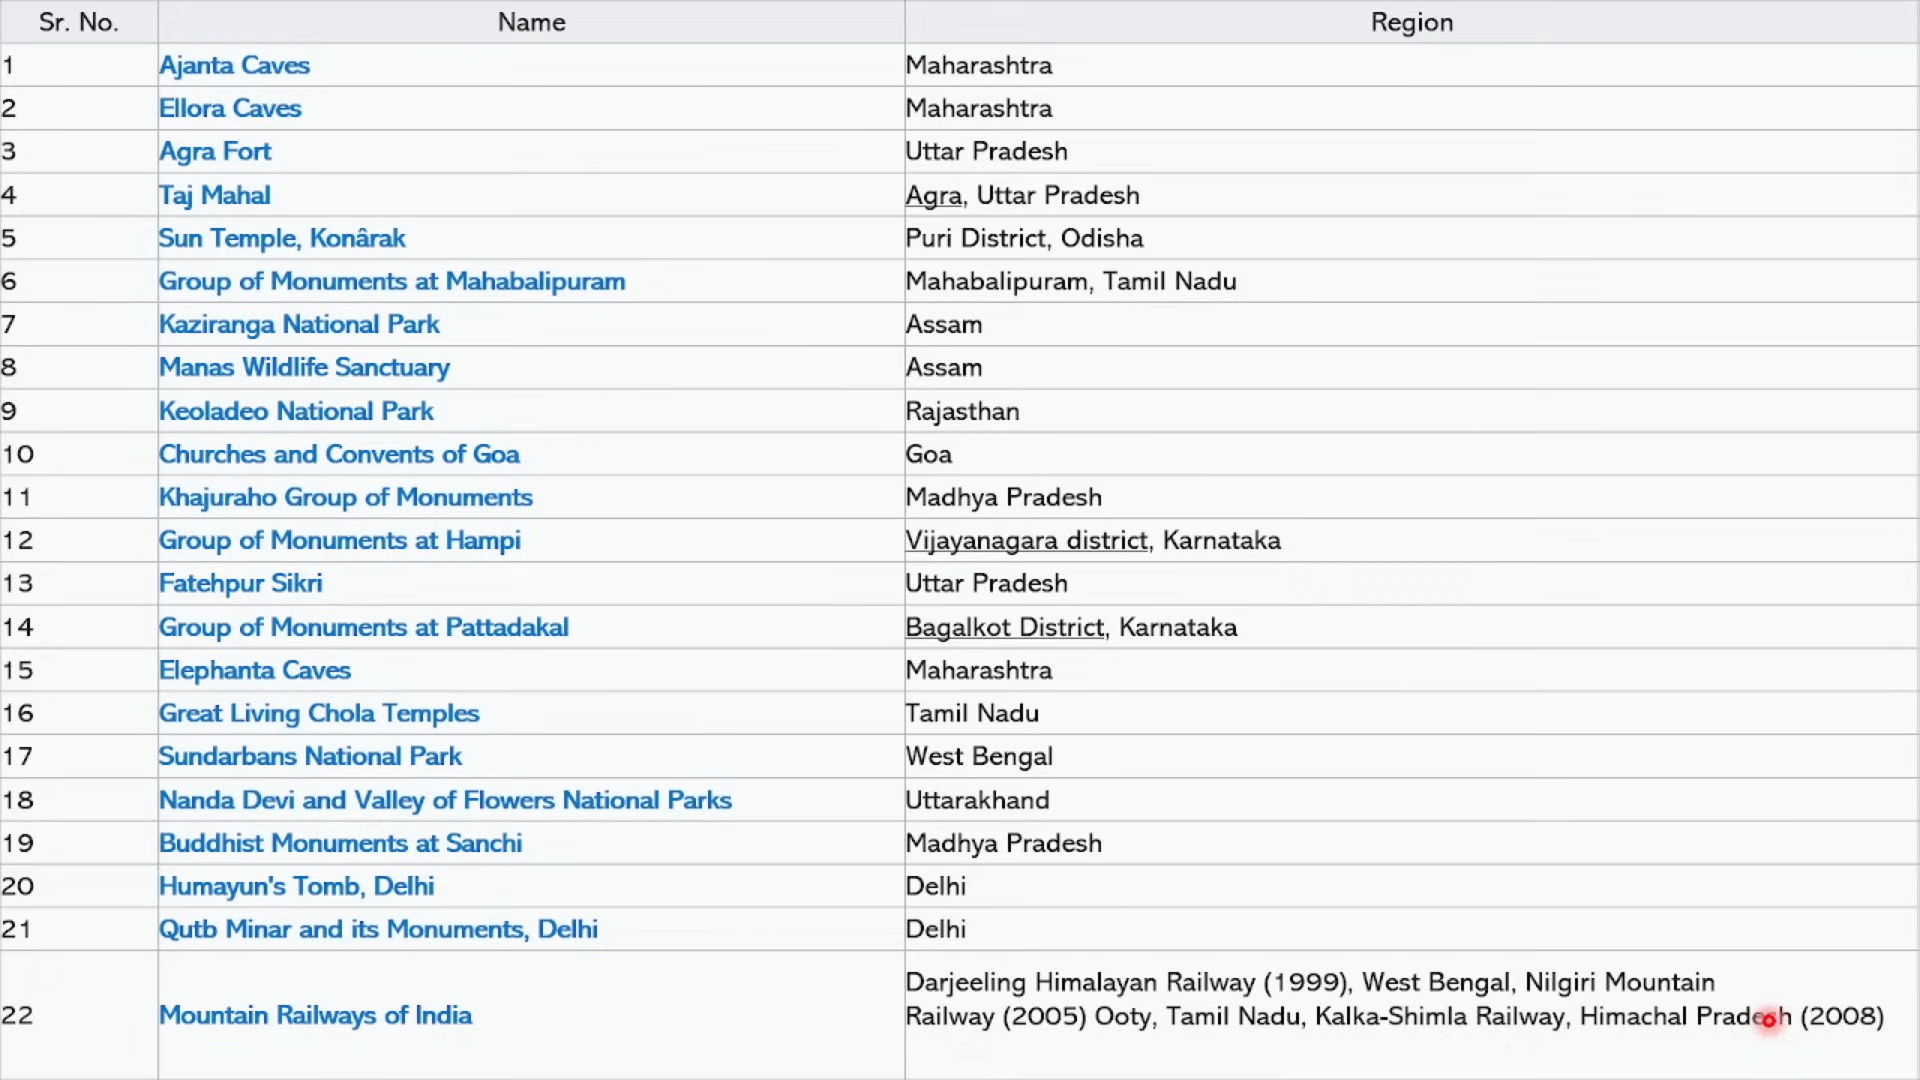 Sr. No. Name Region
1 Ajanta Caves Maharashtra
2 Ellora Caves Maharashtra
3 Agra Fort Uttar Pradesh
4 Taj Mahal Agra, Uttar Pradesh
5 Sun Temple, Konârak Puri District, Odisha
6 Group of Monuments at Mahabalipuram Mahabalipuram, Tamil Nadu
7 Kaziranga National Park Assam
8 Manas Wildlife Sanctuary Assam
9 Keoladeo National Park Rajasthan
10 Churches and Convents of Goa Goa
11 Khajuraho Group of Monuments Madhya Pradesh
12 Group of Monuments at Hampi Vijayanagara district, Karnataka
13 Fatehpur Sikri Uttar Pradesh
14 Group of Monuments at Pattadakal Bagalkot District, Karnataka
15 Elephanta Caves Maharashtra
16 Great Living Chola Temples Tamil Nadu
17 Sundarbans National Park West Bengal
18 Nanda Devi and Valley of Flowers National Parks Uttarakhand
19 Buddhist Monuments at Sanchi Madhya Pradesh
20 Humayun's Tomb, Delhi Delhi
21 Qutb Minar and its Monuments, Delhi Delhi
22 Mountain Railways of India Darjeeling Himalayan Railway (1999), West Bengal, Nilgiri Mountain
Railway (2005) Ooty, Tamil Nadu, Kalka-Shimla Railway, Himachal Pradesh (2008)